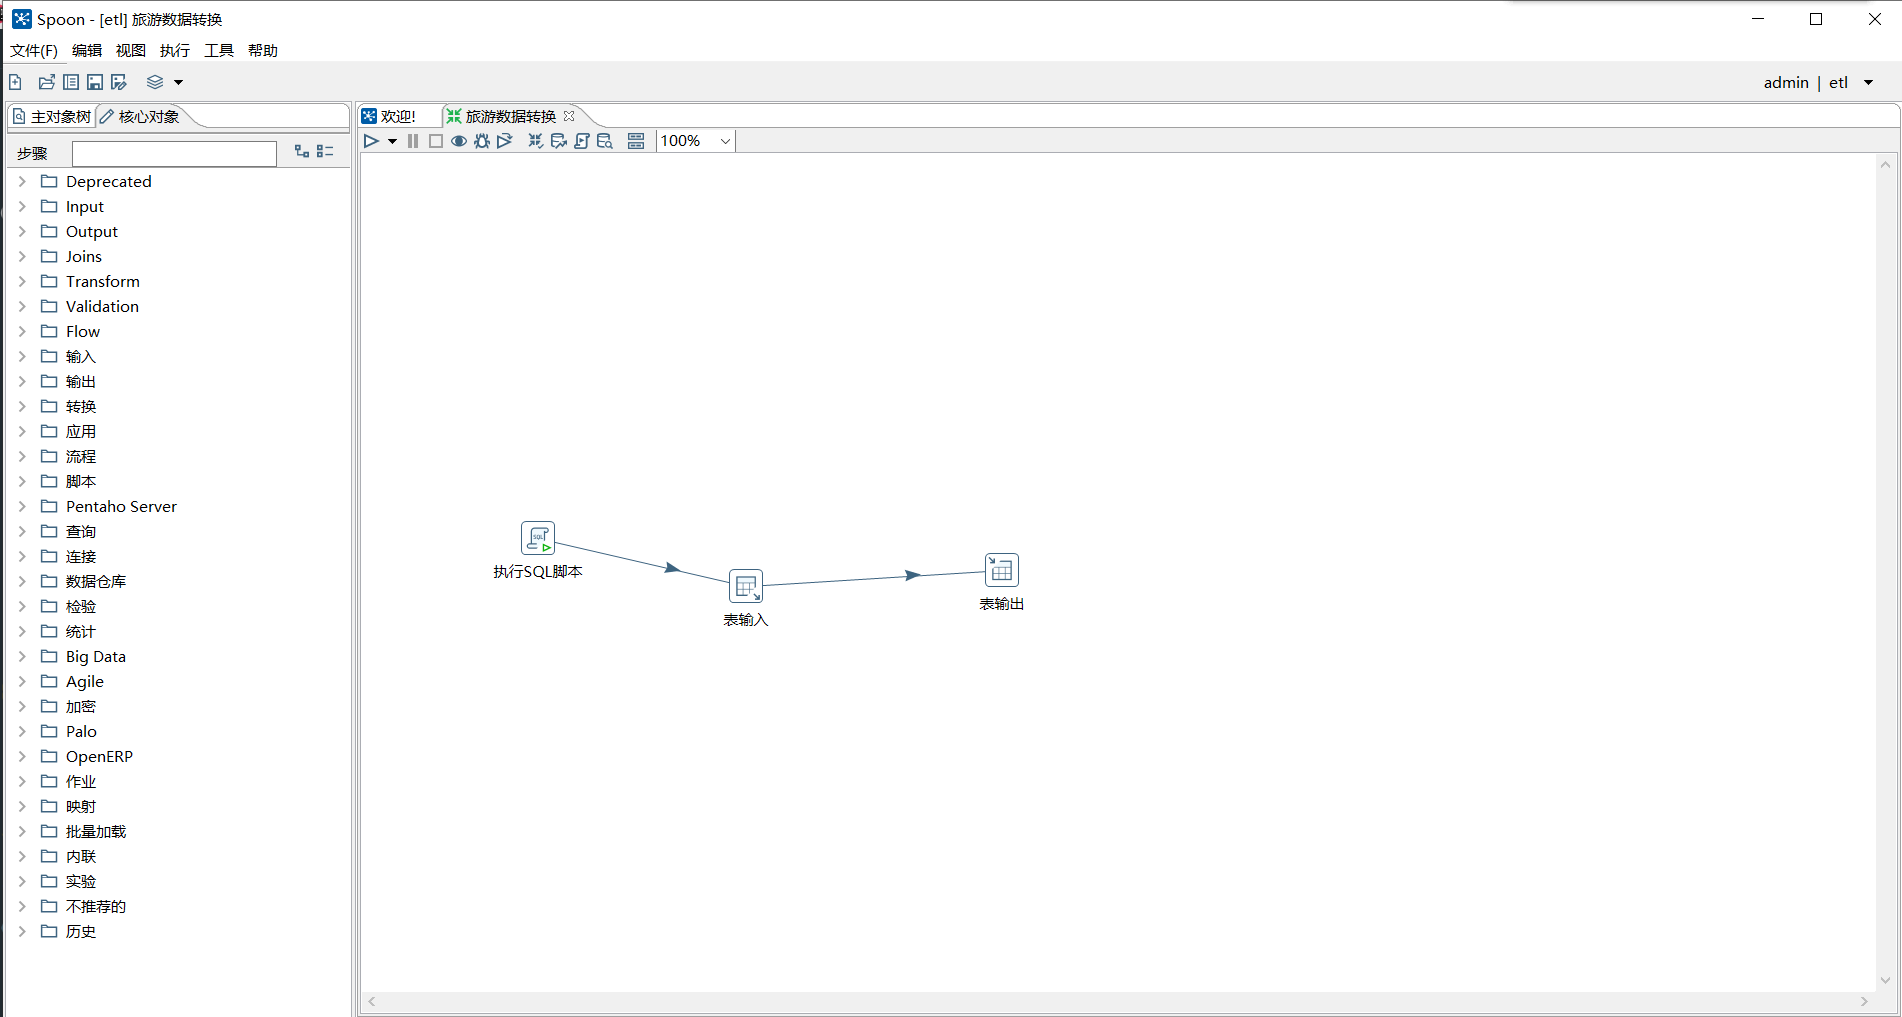 Spoon - [etl] 旅游数据转换
文件(F) 编辑 视图 执行 工具 帮助
admin | etl
主对象树 核心对象
欢迎! 旅游数据转换
100%
步骤
Deprecated
Input
Output
Joins
Transform
Validation
Flow
输入
输出
转换
应用
流程
脚本
Pentaho Server
查询
连接
数据仓库
检验
统计
Big Data
Agile
加密
Palo
OpenERP
作业
映射
批量加载
内联
实验
不推荐的
历史
SQL
执行SQL脚本
表输入
表输出